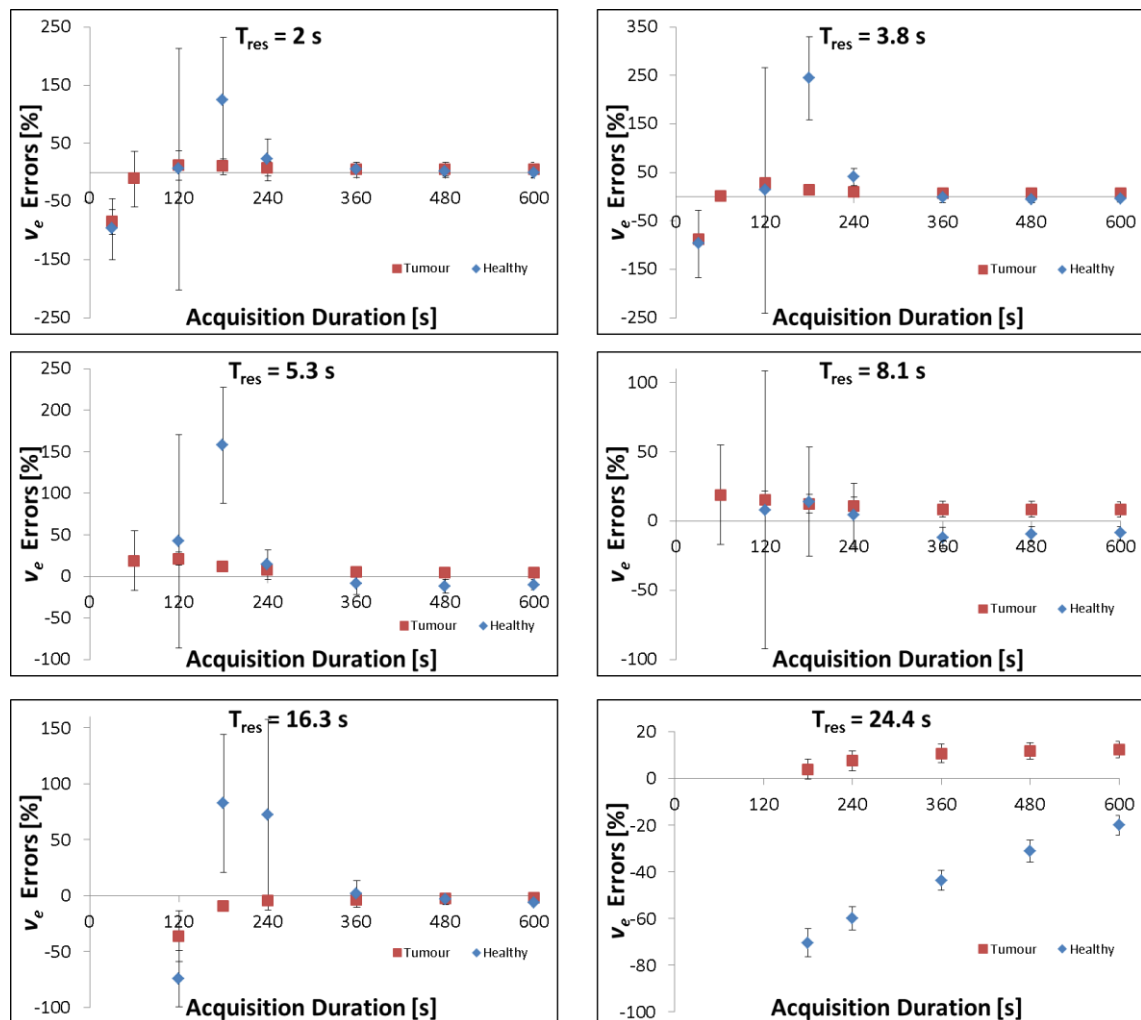 T_res = 2 s
250
150
50
-50
-150
-250
0
120
240
360
480
600
v_e Errors [%]
Tumour
Healthy
Acquisition Duration [s]
T_res = 3.8 s
350
250
150
50
-50
-150
-250
0
120
240
360
480
600
v_e Errors [%]
Tumour
Healthy
Acquisition Duration [s]
T_res = 5.3 s
250
200
150
100
50
0
-50
-100
0
120
240
360
480
600
v_e Errors [%]
Tumour
Healthy
Acquisition Duration [s]
T_res = 8.1 s
100
50
0
-50
-100
0
120
240
360
480
600
v_e Errors [%]
Tumour
Healthy
Acquisition Duration [s]
T_res = 16.3 s
150
100
50
0
-50
-100
0
120
240
360
480
600
v_e Errors [%]
Tumour
Healthy
Acquisition Duration [s]
T_res = 24.4 s
20
0
-20
-40
-60
-80
-100
0
120
240
360
480
600
v_e Errors [%]
Tumour
Healthy
Acquisition Duration [s]